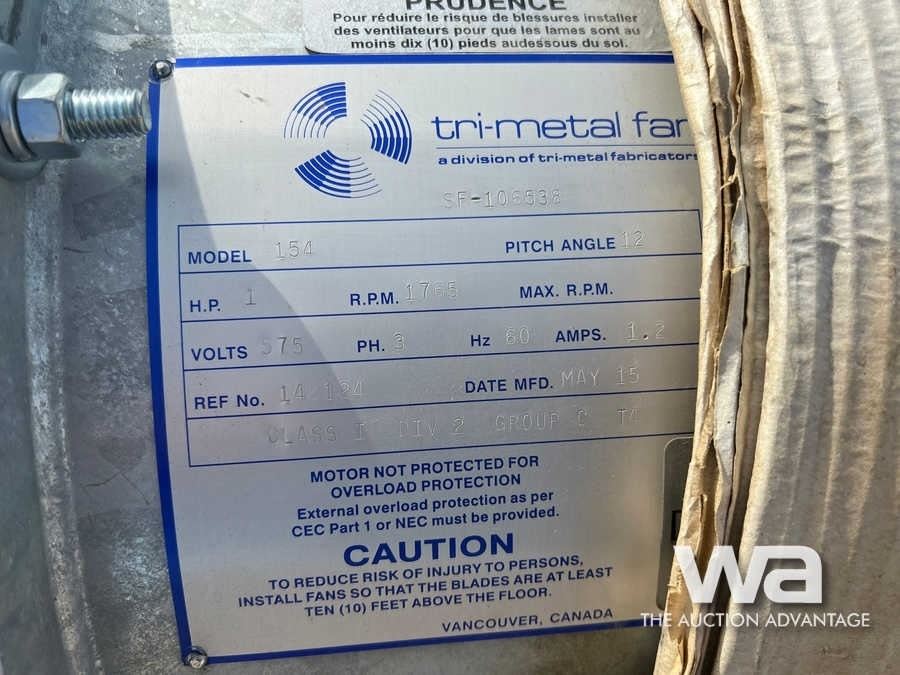 PRUDENCE
Pour réduire le risque de blessures installer
des ventilateurs pour que les lames sont au
moins dix (10) pieds audessous du sol.
tri-metal fan
a division of tri-metal fabricators
SF-106538
MODEL 154 PITCH ANGLE 12
H.P. 1 R.P.M. 1765 MAX. R.P.M.
VOLTS 575 PH. 3 Hz 60 AMPS. 1.2
REF No. 14 124 DATE MFD. MAY 15
CLASS I DIV 2 GROUP C T4
MOTOR NOT PROTECTED FOR
OVERLOAD PROTECTION
External overload protection as per
CEC Part 1 or NEC must be provided.
CAUTION
TO REDUCE RISK OF INJURY TO PERSONS,
INSTALL FANS SO THAT THE BLADES ARE AT LEAST
TEN (10) FEET ABOVE THE FLOOR.
VANCOUVER, CANADA
wa
THE AUCTION ADVANTAGE